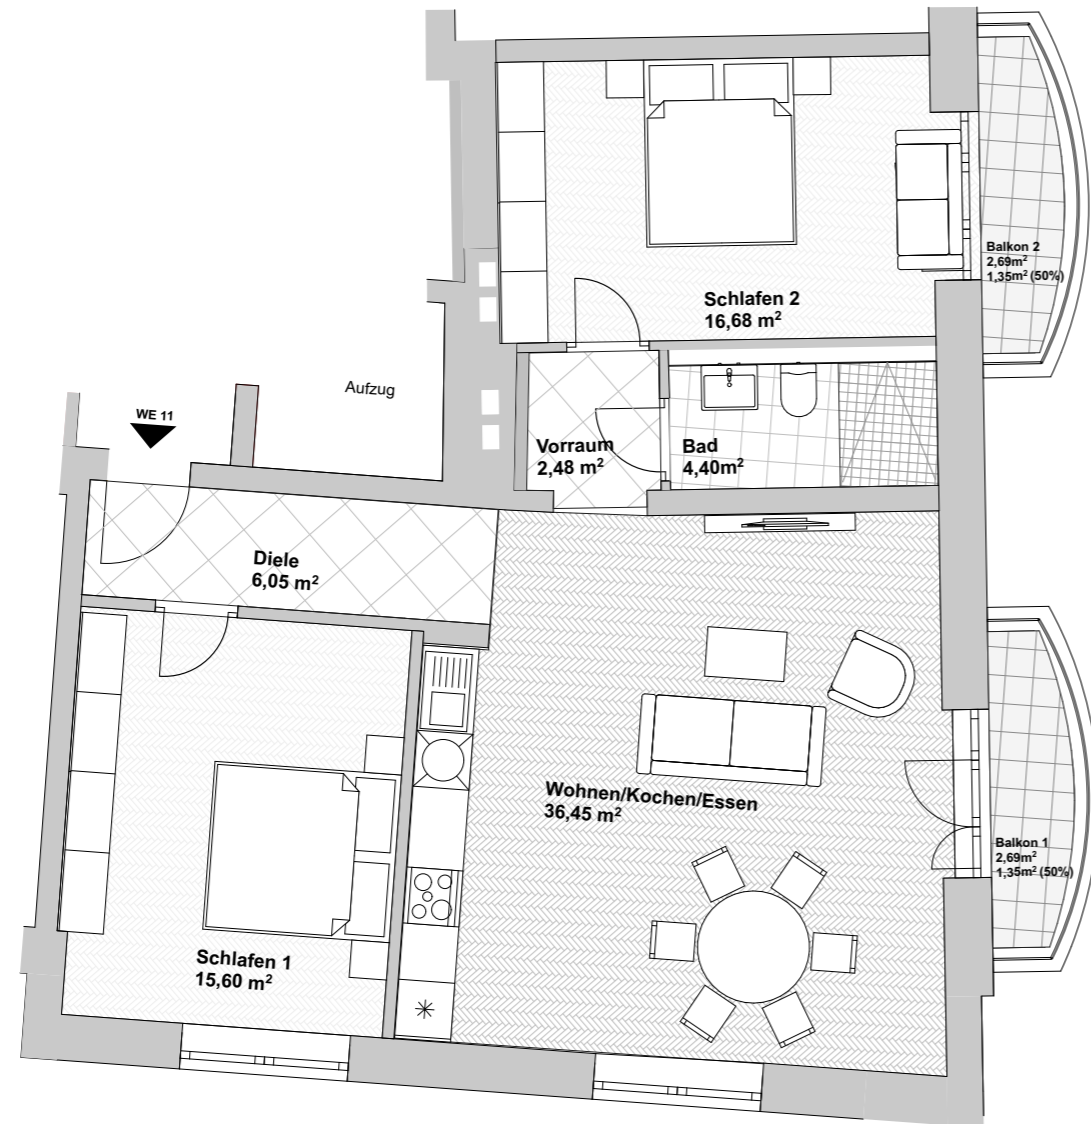 Balkon 2
2,69m²
1,35m² (50%)
Schlafen 2
16,68 m²
Aufzug
WE 11
Vorraum
2,48 m²
Bad
4,40m²
Diele
6,05 m²
Wohnen/Kochen/Essen
36,45 m²
Balkon 1
2,69m²
1,35m² (50%)
Schlafen 1
15,60 m²